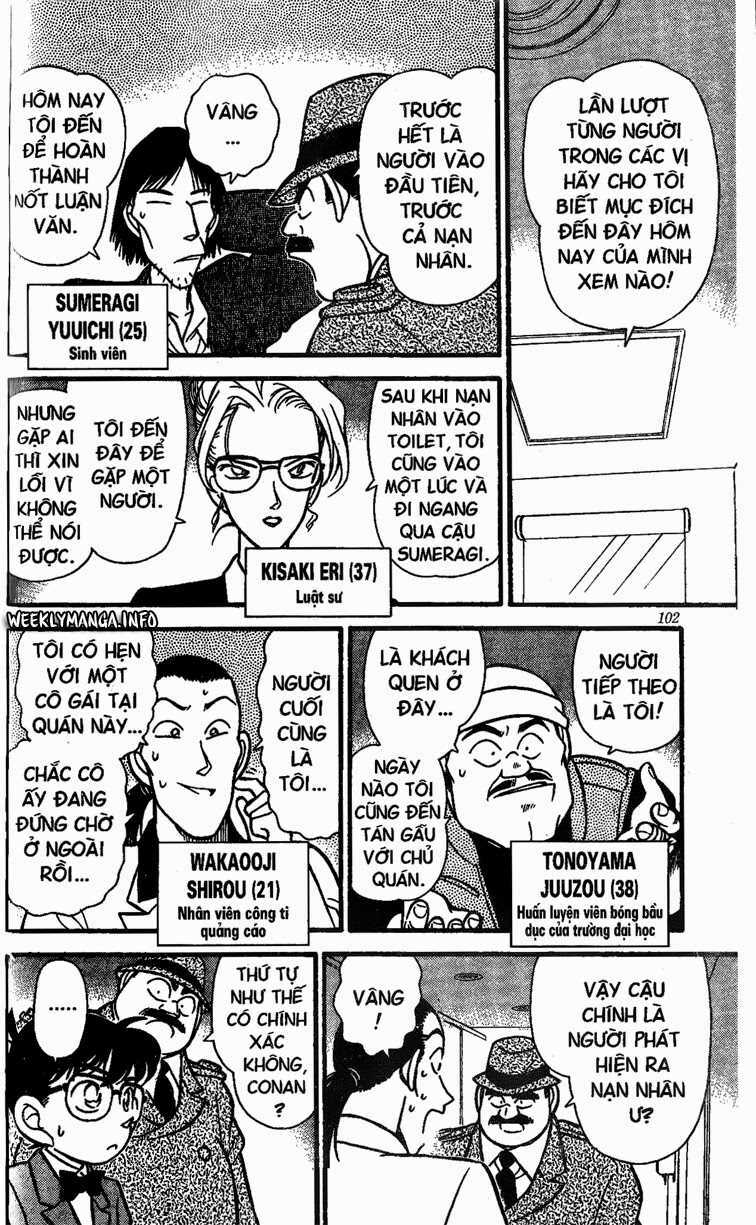 LẦN LƯỢT
TỪNG NGƯỜI
TRONG CÁC VỊ
HÃY CHO TÔI
BIẾT MỤC ĐÍCH
ĐẾN ĐÂY HÔM
NAY CỦA MÌNH
XEM NÀO!
TRƯỚC
HẾT LÀ
NGƯỜI VÀO
ĐẦU TIÊN,
TRƯỚC
CẢ NẠN
NHÂN.
VÂNG
...
HÔM NAY
TÔI ĐẾN
ĐỂ HOÀN
THÀNH
NỐT LUẬN
VĂN.
SUMERAGI
YUUICHI (25)
Sinh viên
SAU KHI NẠN
NHÂN VÀO
TOILET, TÔI
CŨNG VÀO
MỘT LÚC VÀ
ĐI NGANG
QUA CẬU
SUMERAGI.
TÔI ĐẾN
ĐÂY ĐỂ
GẶP MỘT
NGƯỜI.
NHƯNG
GẶP AI
THÌ XIN
LỖI VÌ
KHÔNG
THỂ NÓI
ĐƯỢC.
KISAKI ERI (37)
Luật sư
WEEKLYMANGA.INFO
102
NGƯỜI
TIẾP THEO
LÀ TÔI!
LÀ KHÁCH
QUEN Ở
ĐÂY...
NGÀY
NÀO TÔI
CŨNG ĐẾN
TÁN GẪU
VỚI CHỦ
QUÁN.
TONOYAMA
JUUZOU (38)
Huấn luyện viên bóng bầu
dục của trường đại học
NGƯỜI
CUỐI
CÙNG
LÀ
TÔI...
TÔI CÓ HẸN
VỚI MỘT
CÔ GÁI TẠI
QUÁN NÀY...
CHẮC CÔ
ẤY ĐANG
ĐỨNG CHỜ
Ở NGOÀI
RỒI...
WAKAOOJI
SHIROU (21)
Nhân viên công ti
quảng cáo
VẬY CẬU
CHÍNH LÀ
NGƯỜI PHÁT
HIỆN RA
NẠN NHÂN
Ư?
VÂNG
!
THỨ TỰ
NHƯ THẾ
CÓ CHÍNH
XÁC
KHÔNG,
CONAN
?
.....